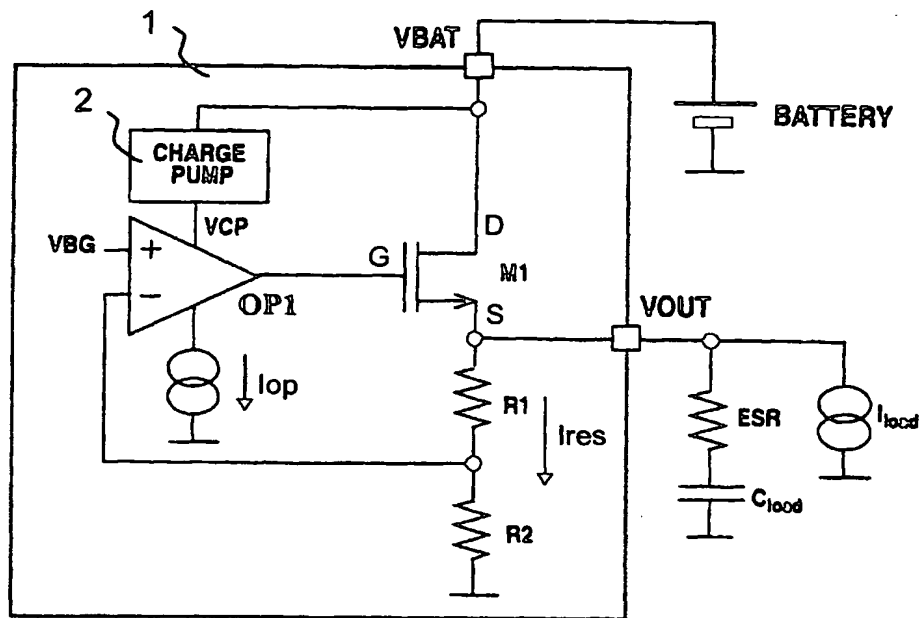 1
VBAT
2
CHARGE
PUMP
BATTERY
VCP
VBG
+
−
OP1
G
D
M1
S
VOUT
Iop
R1
Ires
ESR
Iload
Cload
R2